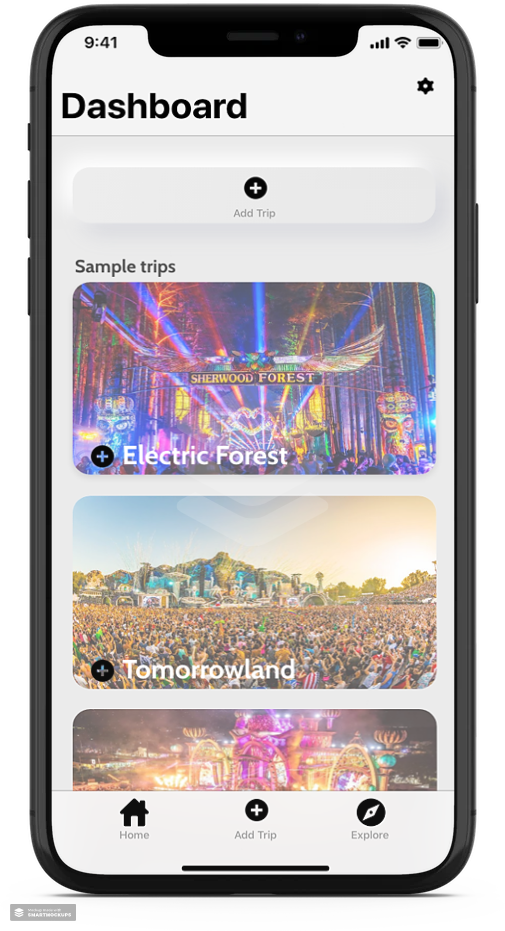 9:41
Dashboard
Add Trip
Sample trips
SHERWOOD FOREST
Electric Forest
Tomorrowland
Home
Add Trip
Explore
SMARTMOCKUPS